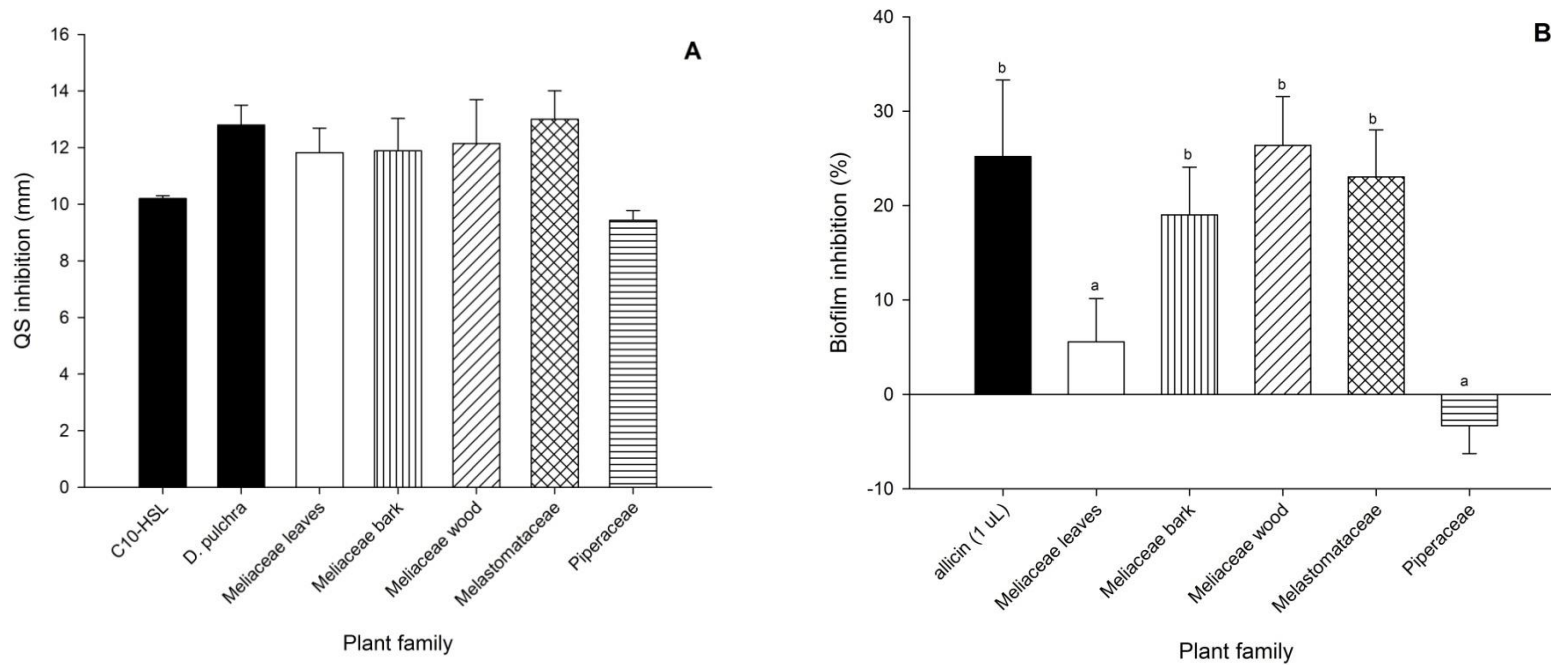 A
QS inhibition (mm)
16
14
12
10
8
6
4
2
0
C10-HSL
D. pulchra
Meliaceae leaves
Meliaceae bark
Meliaceae wood
Melastomataceae
Piperaceae
Plant family
B
Biofilm inhibition (%)
40
30
20
10
0
-10
b
a
b
b
b
a
allicin (1 uL)
Meliaceae leaves
Meliaceae bark
Meliaceae wood
Melastomataceae
Piperaceae
Plant family